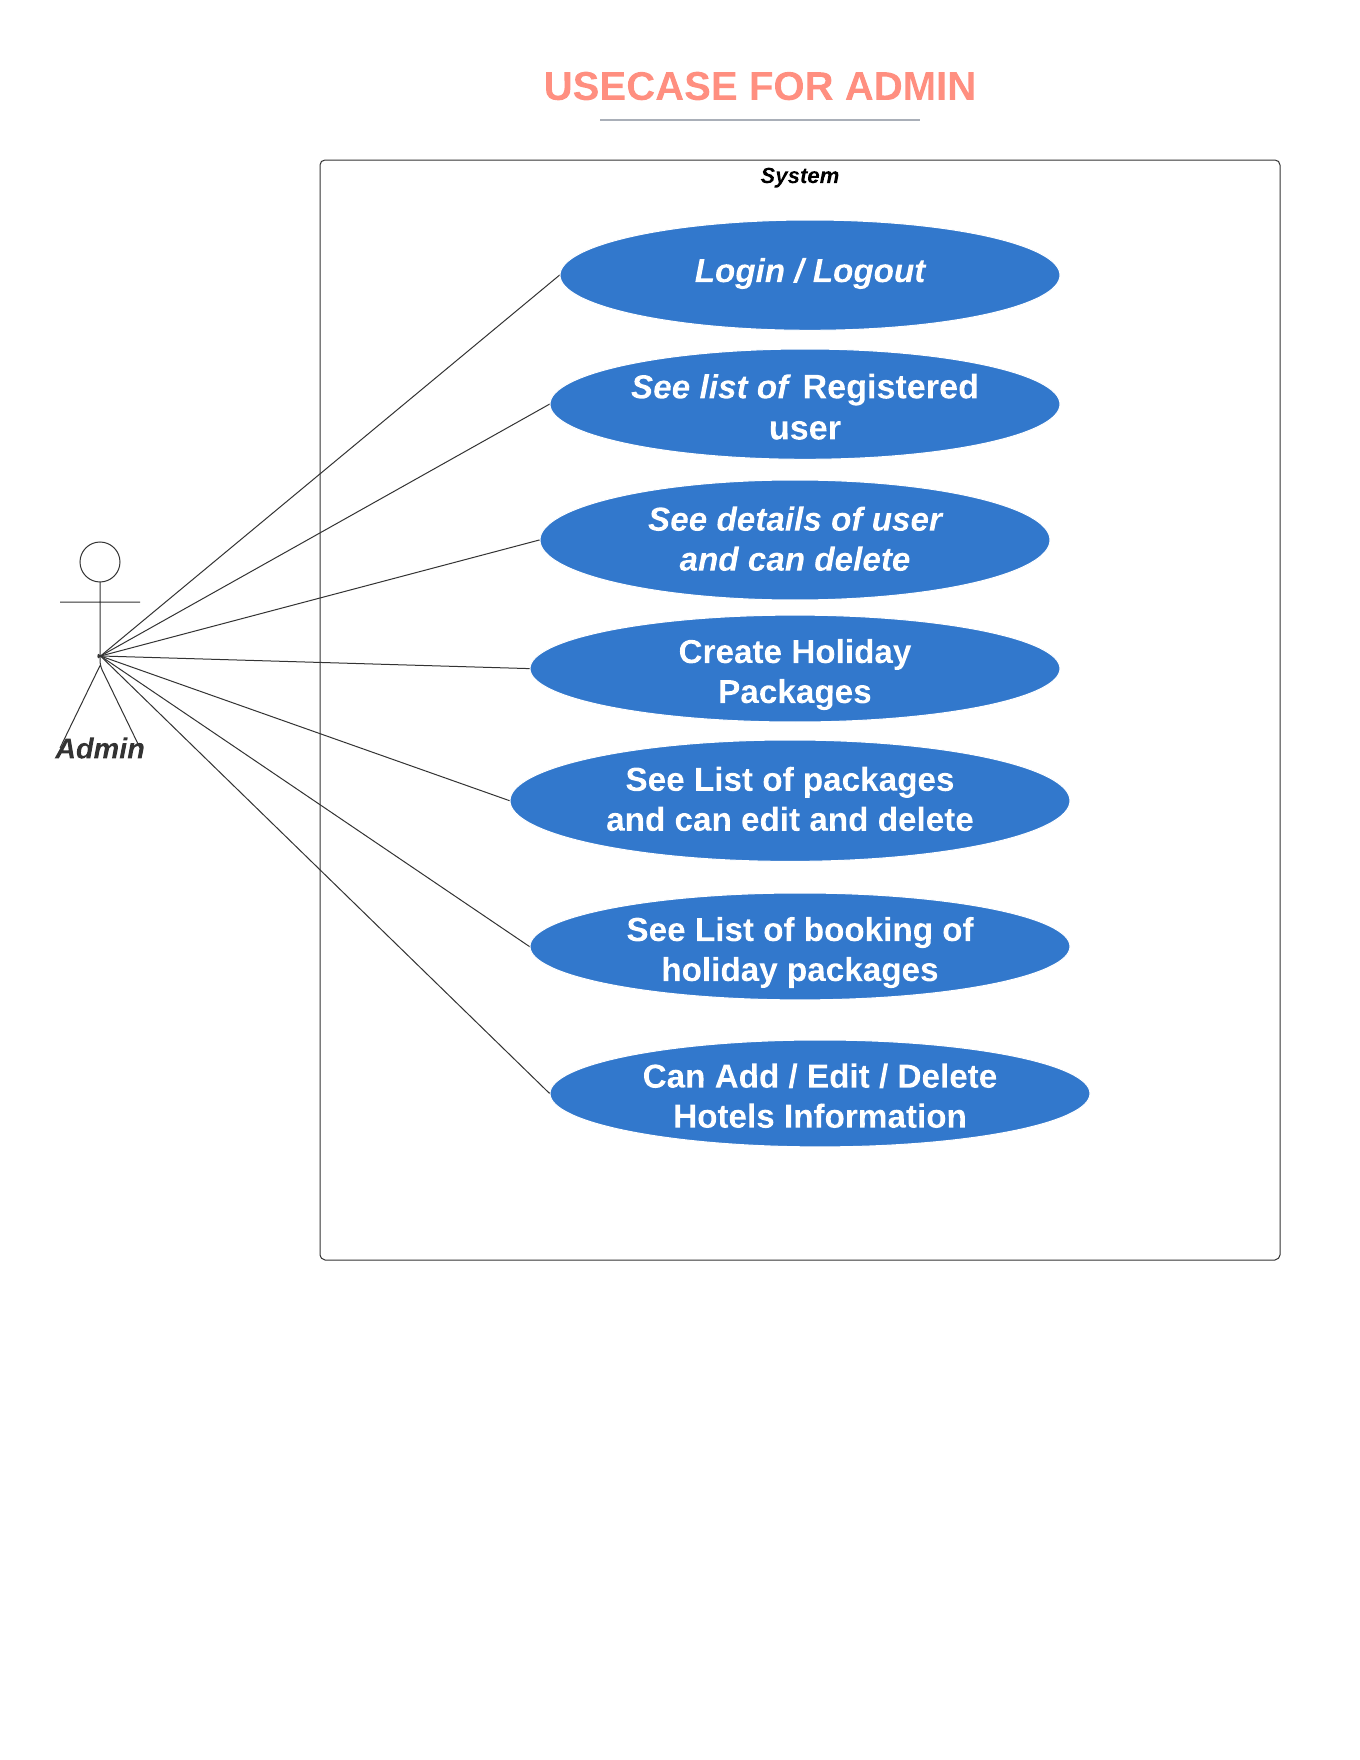 USECASE FOR ADMIN
System
Login / Logout
See list of Registered
user
See details of user
and can delete
Create Holiday
Packages
Admin
See List of packages
and can edit and delete
See List of booking of
holiday packages
Can Add / Edit / Delete
Hotels Information